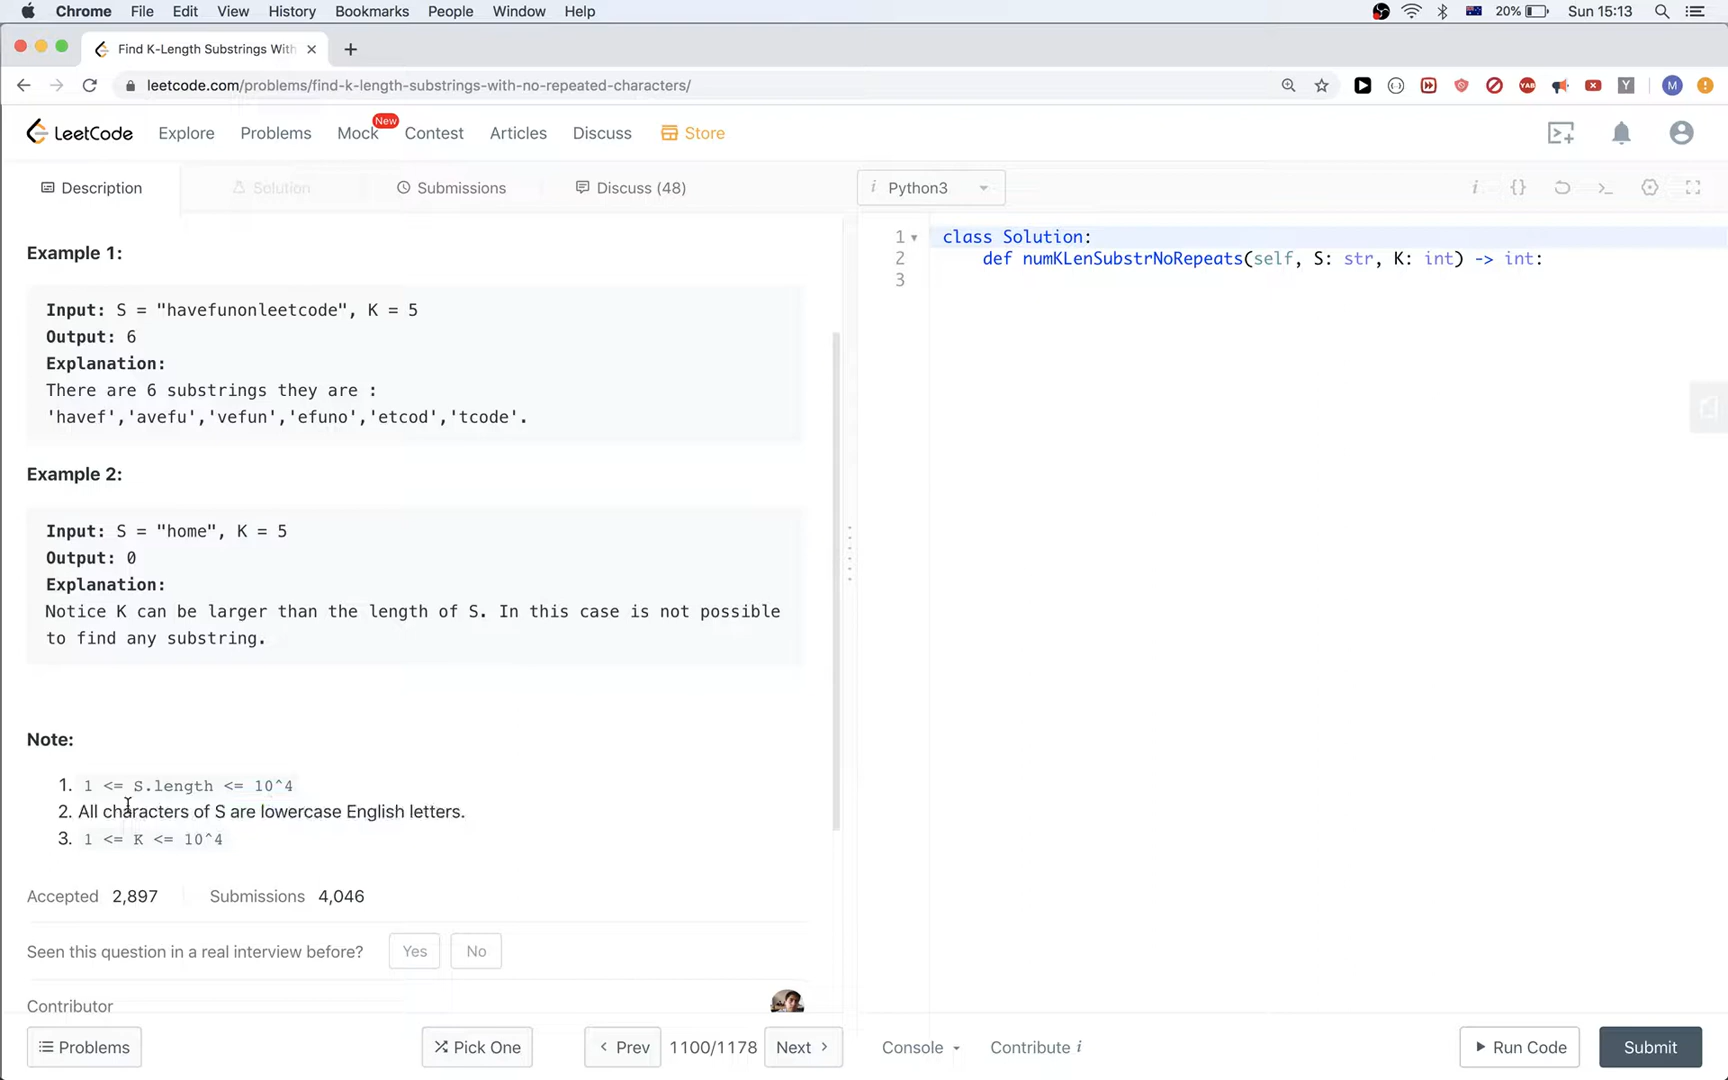 Chrome File Edit View History Bookmarks People Window Help 20% Sun 15:13
Find K-Length Substrings With
leetcode.com/problems/find-k-length-substrings-with-no-repeated-characters/
YAB Y M
LeetCode Explore Problems Mock New Contest Articles Discuss Store
Description Solution Submissions Discuss (48)
i Python3 i {}
Example 1:
Input: S = "havefunonleetcode", K = 5
Output: 6
Explanation:
There are 6 substrings they are :
'havef','avefu','vefun','efuno','etcod','tcode'.
Example 2:
Input: S = "home", K = 5
Output: 0
Explanation:
Notice K can be larger than the length of S. In this case is not possible
to find any substring.
Note:
1. 1 <= S.length <= 10^4
2. All characters of S are lowercase English letters.
3. 1 <= K <= 10^4
Accepted 2,897 Submissions 4,046
Seen this question in a real interview before? Yes No
Contributor
Problems Pick One Prev 1100/1178 Next
1 class Solution:
2 def numKLenSubstrNoRepeats(self, S: str, K: int) -> int:
3
Console Contribute i Run Code Submit